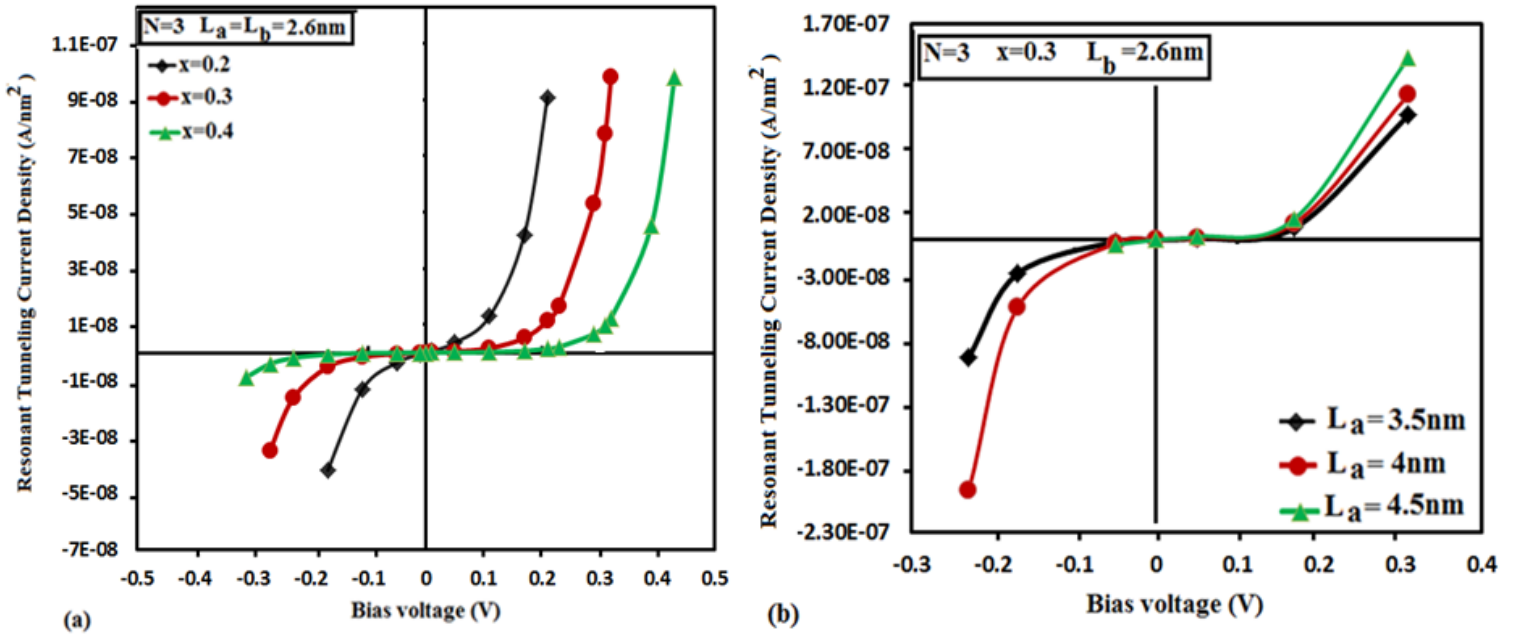 N=3 La=Lb=2.6nm
x=0.2
x=0.3
x=0.4
Resonant Tunneling Current Density (A/nm2)
1.1E-07
9E-08
7E-08
5E-08
3E-08
1E-08
-1E-08
-3E-08
-5E-08
-7E-08
-0.5 -0.4 -0.3 -0.2 -0.1 0 0.1 0.2 0.3 0.4 0.5
Bias voltage (V)
(a)
N=3 x=0.3 Lb=2.6nm
Resonant Tunneling Current Density (A/nm2)
1.70E-07
1.20E-07
7.00E-08
2.00E-08
-3.00E-08
-8.00E-08
-1.30E-07
-1.80E-07
-2.30E-07
La=3.5nm
La=4nm
La=4.5nm
-0.3 -0.2 -0.1 0 0.1 0.2 0.3 0.4
Bias voltage (V)
(b)